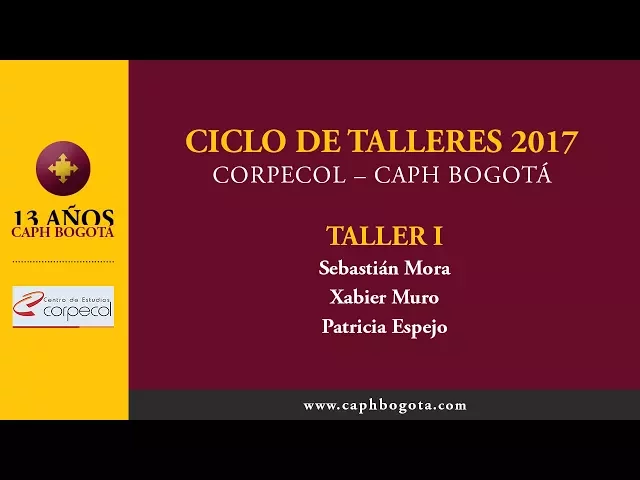 13 AÑOS
CAPH BOGOTÁ
Centro de Estudios
corpecol
CICLO DE TALLERES 2017
CORPECOL – CAPH BOGOTÁ
TALLER I
Sebastián Mora
Xabier Muro
Patricia Espejo
www.caphbogota.com